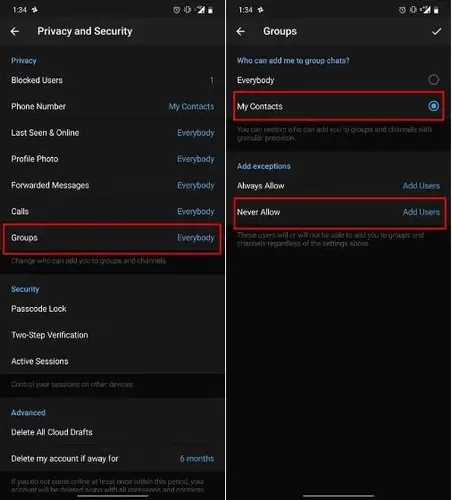 1:34
Privacy and Security
Privacy
Blocked Users 1
Phone Number My Contacts
Last Seen & Online Everybody
Profile Photo Everybody
Forwarded Messages Everybody
Calls Everybody
Groups Everybody
Change who can add you to groups and channels.
Security
Passcode Lock
Two-Step Verification
Active Sessions
Control your sessions on other devices.
Advanced
Delete All Cloud Drafts
Delete my account if away for 6 months
If you do not come online at least once within this period, your
account will be deleted along with all messages and contacts.
1:34
Groups
Who can add me to group chats?
Everybody
My Contacts
You can restrict who can add you to groups and channels with
granular precision.
Add exceptions
Always Allow Add Users
Never Allow Add Users
These users will or will not be able to add you to groups and
channels regardless of the settings above.